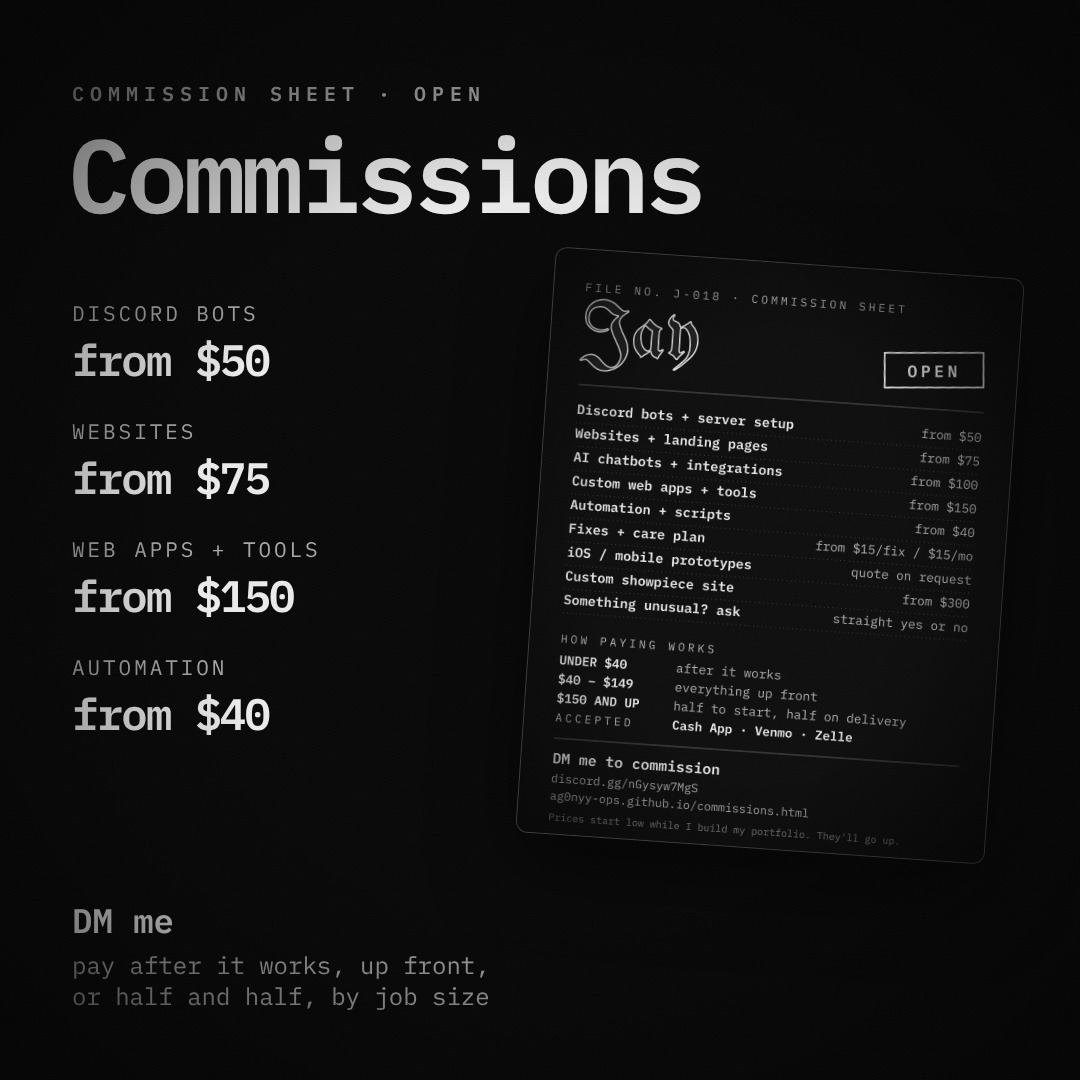 COMMISSION SHEET · OPEN
Commissions
DISCORD BOTS
from $50
WEBSITES
from $75
WEB APPS + TOOLS
from $150
AUTOMATION
from $40
DM me
pay after it works, up front,
or half and half, by job size
FILE NO. J-018 · COMMISSION SHEET
Jay
OPEN
Discord bots + server setup from $50
Websites + landing pages from $75
AI chatbots + integrations from $100
Custom web apps + tools from $150
Automation + scripts from $40
Fixes + care plan from $15/fix / $15/mo
iOS / mobile prototypes quote on request
Custom showpiece site from $300
Something unusual? ask straight yes or no
HOW PAYING WORKS
UNDER $40 after it works
$40 – $149 everything up front
$150 AND UP half to start, half on delivery
ACCEPTED Cash App · Venmo · Zelle
DM me to commission
discord.gg/nGysyw7MgS
ag0nyy-ops.github.io/commissions.html
Prices start low while I build my portfolio. They'll go up.